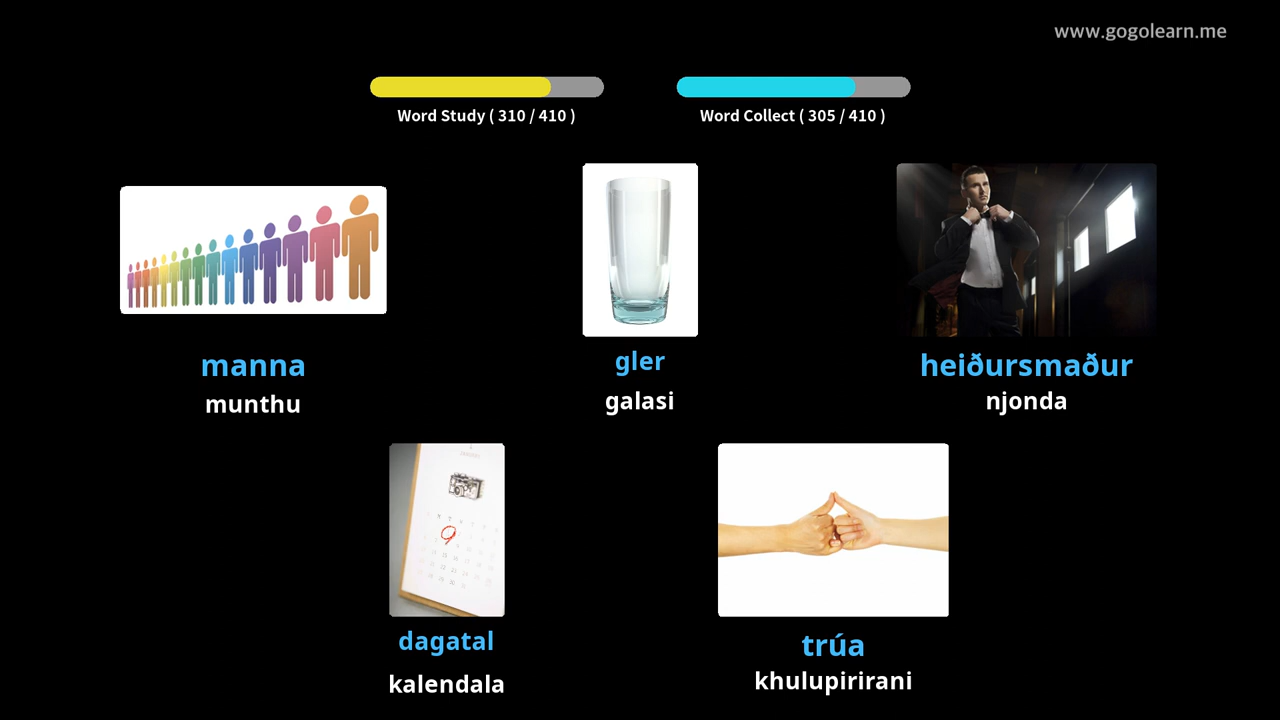 www.gogolearn.me
Word Study ( 310 / 410 )
Word Collect ( 305 / 410 )
manna
munthu
gler
galasi
heiðursmaður
njonda
dagatal
kalendala
trúa
khulupirirani